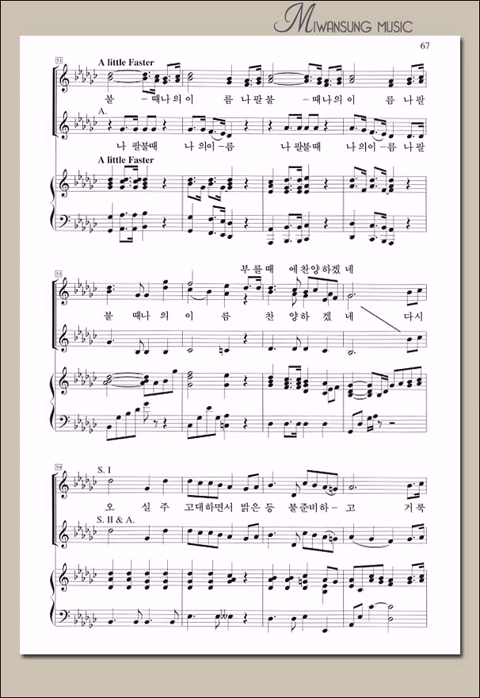 MIWANSUNG MUSIC
67
51
A little Faster
불 - 때나의이 름 나팔불 - 때나의이 름 나팔
A.
나 팔불때 나 의이름 나 팔불때 나의이름나팔
A little Faster
55
부를때 에찬양하겠네
불 때나 의 이 름 찬 양하 겠 네 다시
S. I
오 실 주 고대하면서 밝은등 불준비하- 고 거룩
S. II & A.